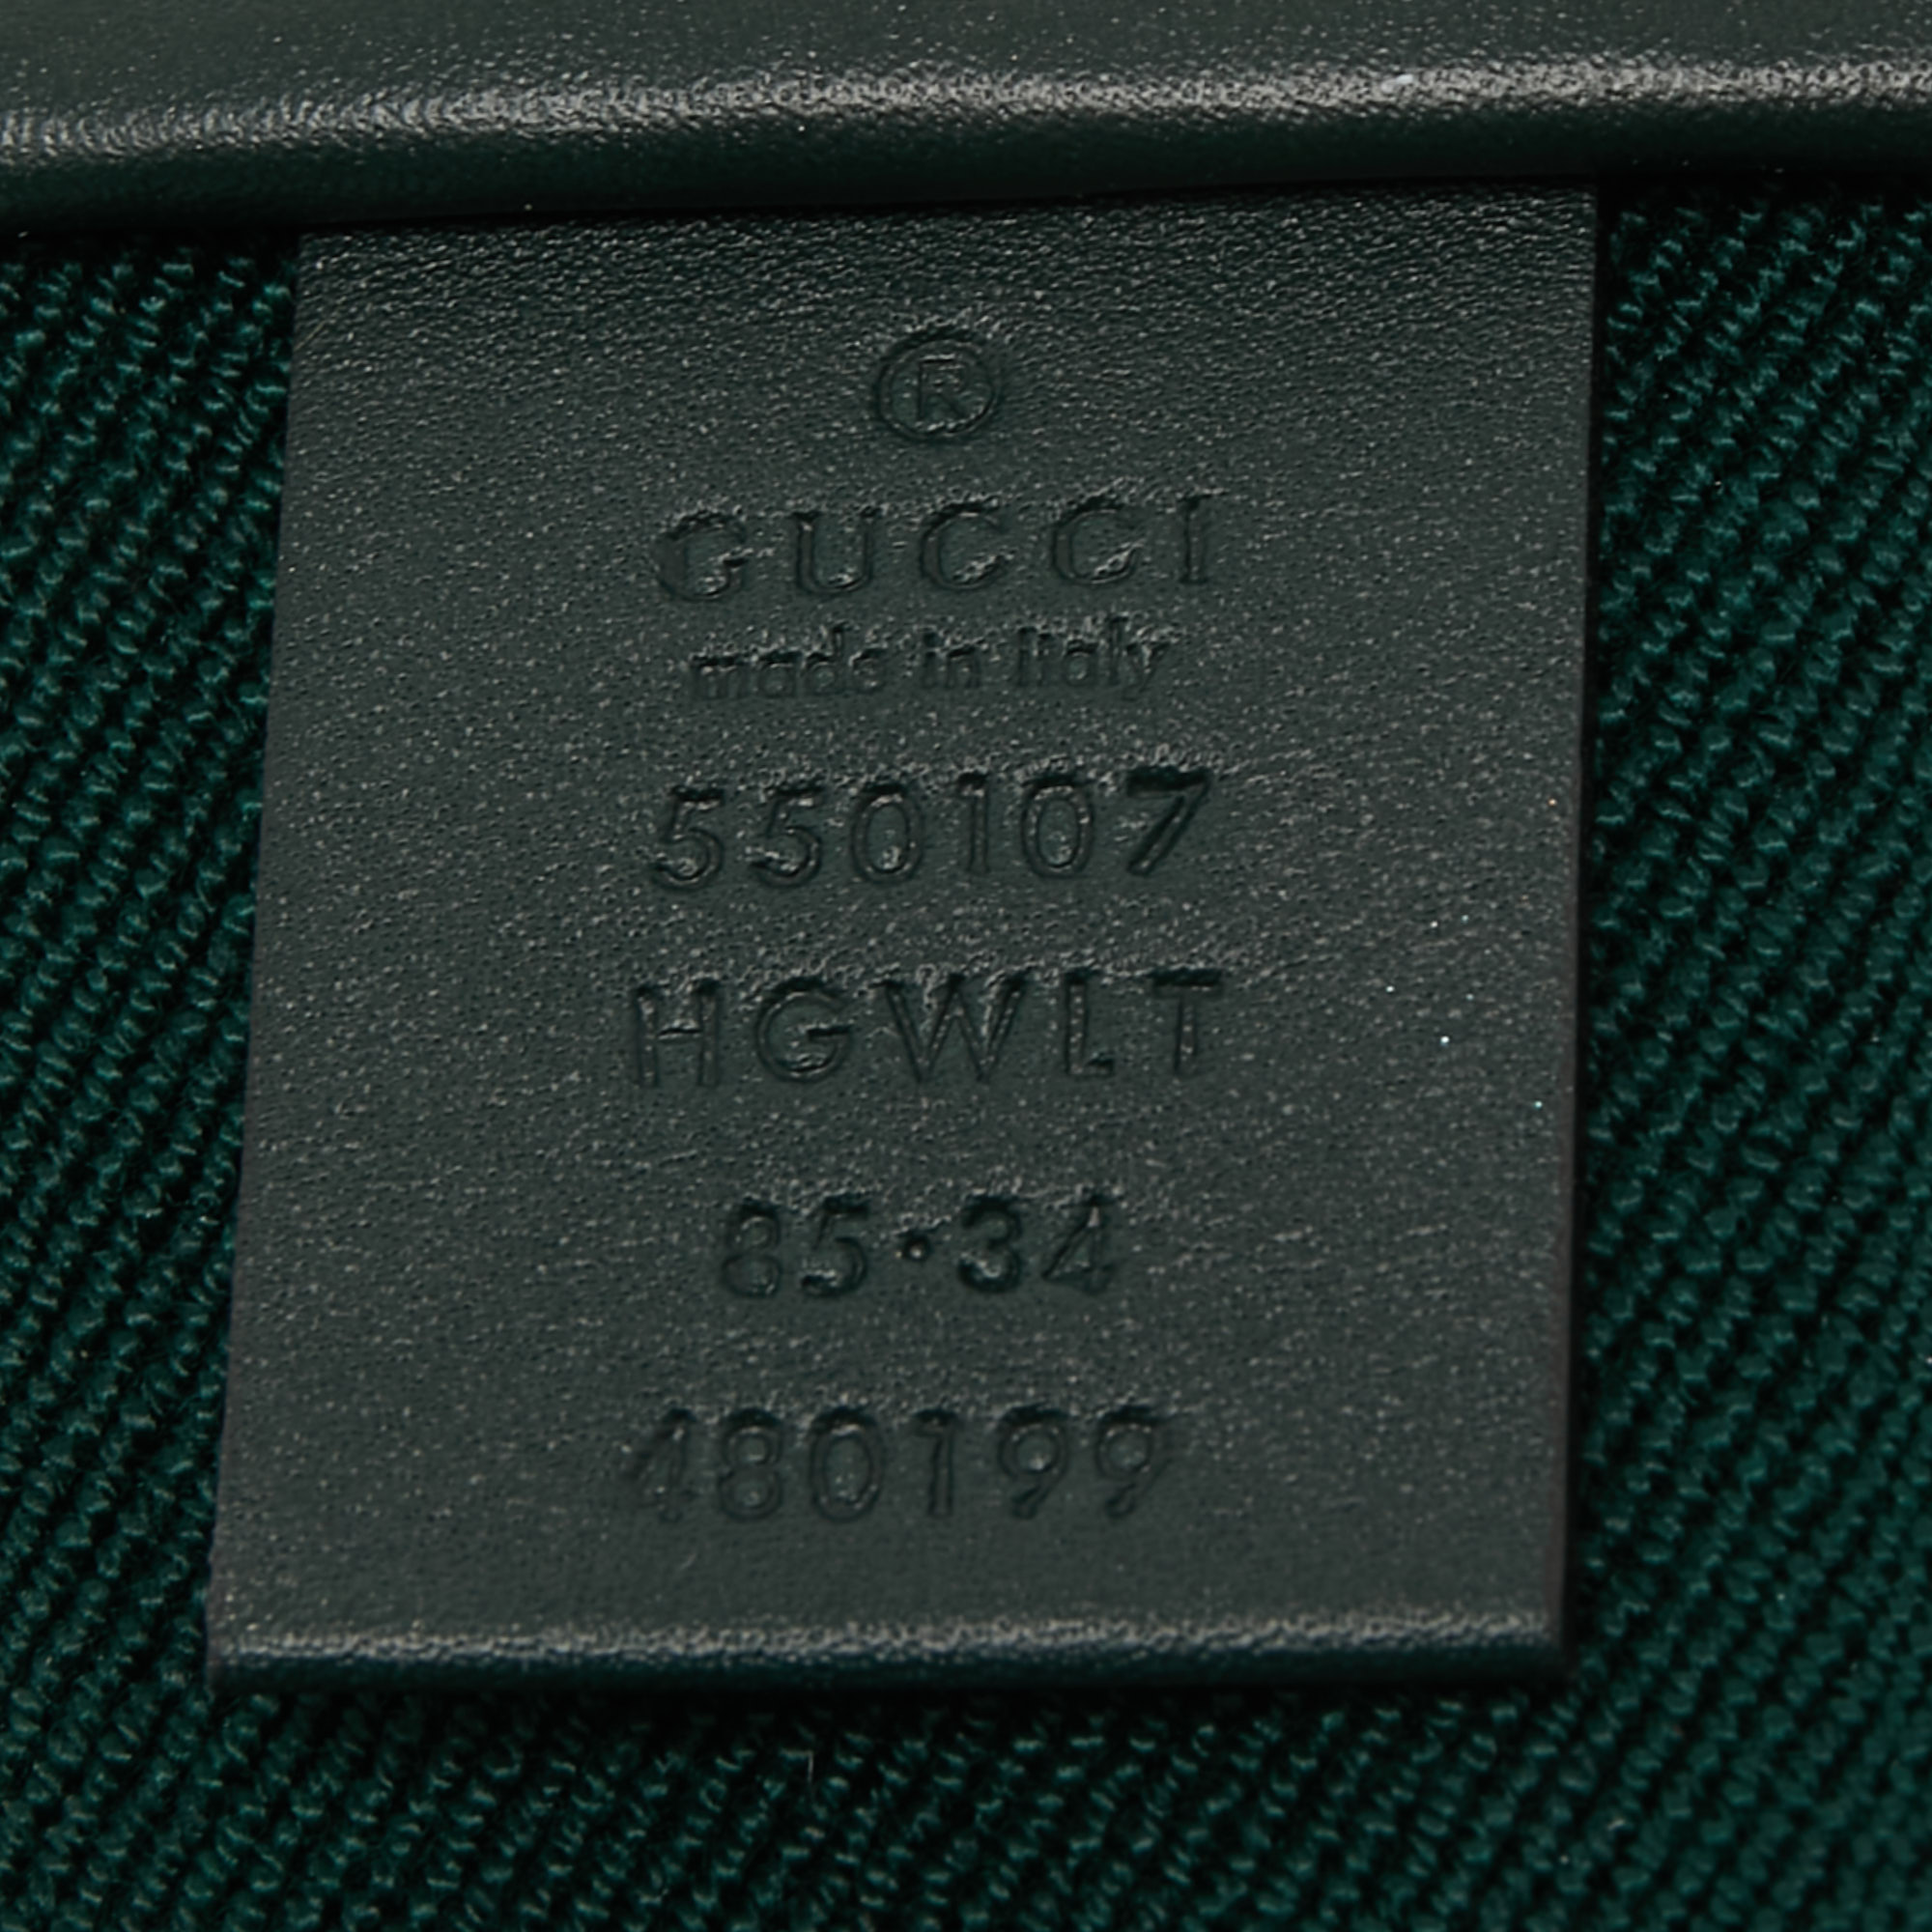 ®
GUCCI
made in Italy
550107
HGWLT
85·34
480199